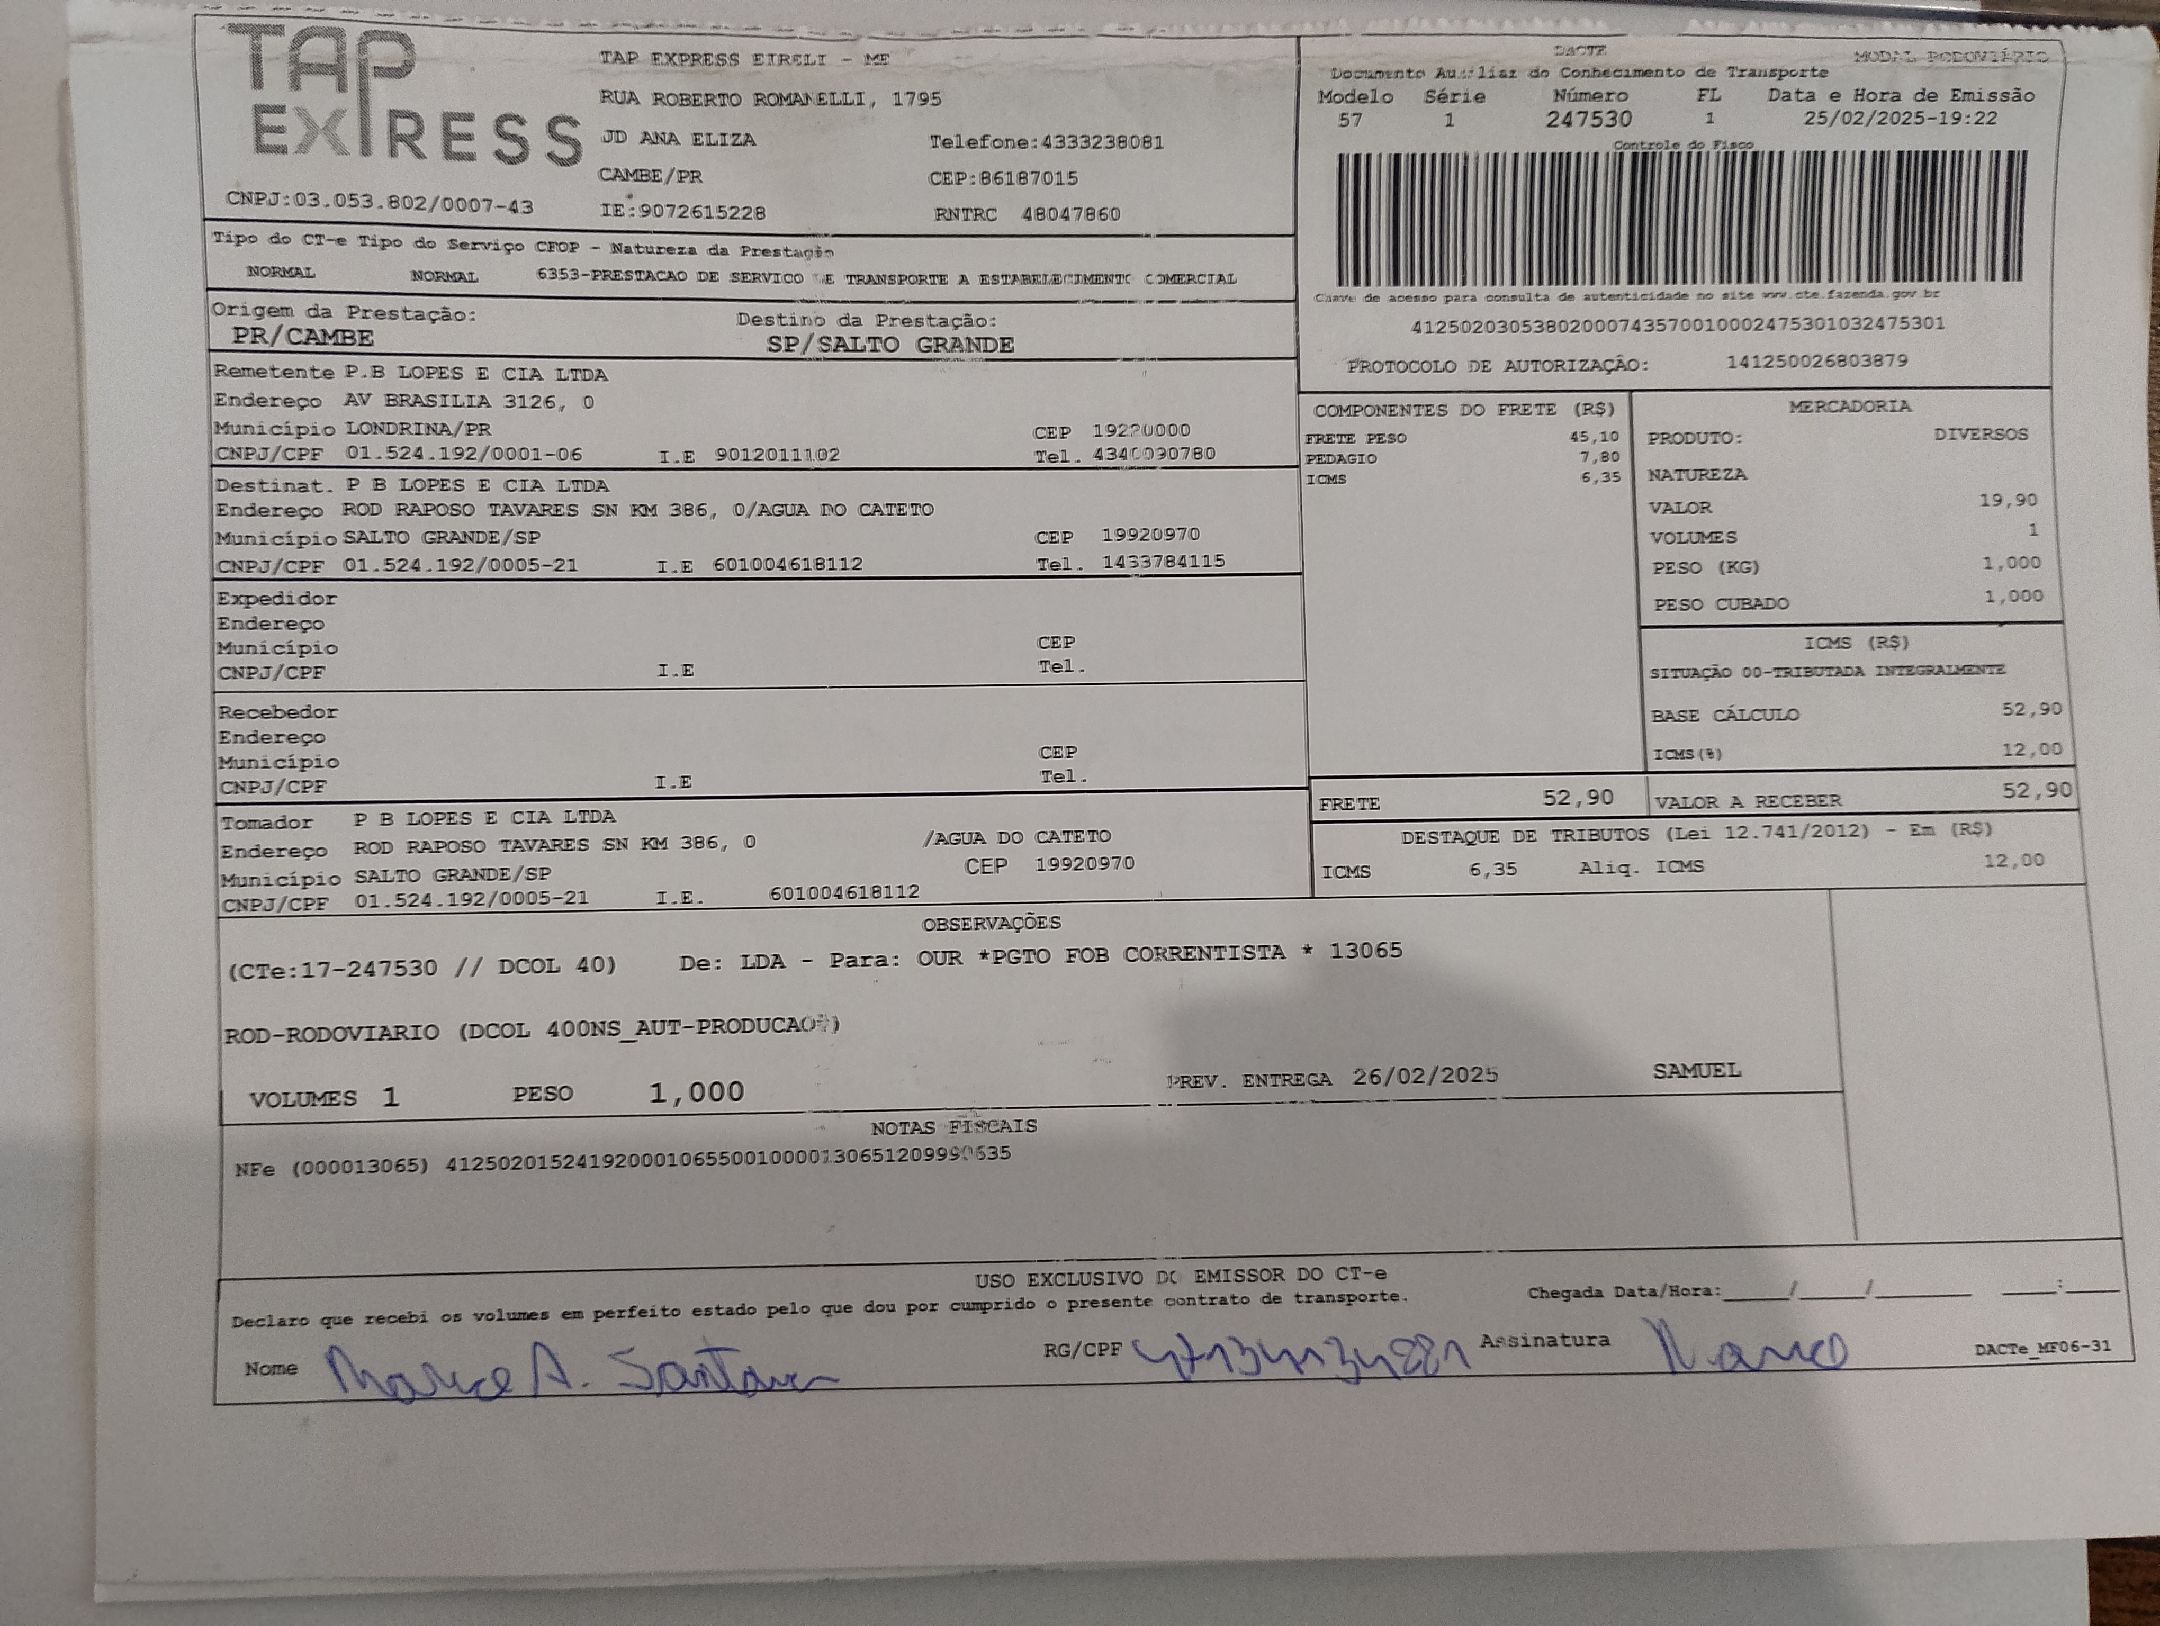 TAP EXPRESS
TAP EXPRESS EIRELI - ME
RUA ROBERTO ROMANELLI, 1795
JD ANA ELIZA Telefone:4333238081
CAMBE/PR CEP:86187015
CNPJ:03.053.802/0007-43 IE:9072615228 RNTRC 48047860
DACTE MODAL RODOVIÁRIO
Documento Auxiliar do Conhecimento de Transporte
Modelo Série Número FL Data e Hora de Emissão
57 1 247530 1 25/02/2025-19:22
Controle do Fisco
Chave de acesso para consulta de autenticidade no site www.cte.fazenda.gov.br
41250203053802000743570010002475301032475301
PROTOCOLO DE AUTORIZAÇÃO: 141250026803879
Tipo do CT-e Tipo do Serviço CFOP - Natureza da Prestação
NORMAL NORMAL 6353-PRESTACAO DE SERVICO DE TRANSPORTE A ESTABELECIMENTO COMERCIAL
Origem da Prestação: Destino da Prestação:
PR/CAMBE SP/SALTO GRANDE
Remetente P.B LOPES E CIA LTDA
Endereço AV BRASILIA 3126, 0
Município LONDRINA/PR CEP 19220000
CNPJ/CPF 01.524.192/0001-06 I.E 9012011102 Tel.
Destinat. P B LOPES E CIA LTDA
Endereço ROD RAPOSO TAVARES SN KM 386, 0/AGUA DO CATETO
Município SALTO GRANDE/SP CEP 19920970
CNPJ/CPF 01.524.192/0005-21 I.E 601004618112 Tel. 1433784115
Expedidor
Endereço
Município CEP
CNPJ/CPF I.E Tel.
Recebedor
Endereço
Município CEP
CNPJ/CPF I.E Tel.
Tomador P B LOPES E CIA LTDA
Endereço ROD RAPOSO TAVARES SN KM 386, 0 /AGUA DO CATETO
Município SALTO GRANDE/SP CEP 19920970
CNPJ/CPF 01.524.192/0005-21 I.E. 601004618112
COMPONENTES DO FRETE (R$)
FRETE PESO 45,10
PEDAGIO 7,80
ICMS 6,35
MERCADORIA
PRODUTO: DIVERSOS
NATUREZA
VALOR 19,90
VOLUMES 1
PESO (KG) 1,000
PESO CUBADO 1,000
ICMS (R$)
SITUAÇÃO 00-TRIBUTADA INTEGRALMENTE
BASE CÁLCULO 52,90
ICMS(%) 12,00
FRETE 52,90 VALOR A RECEBER 52,90
DESTAQUE DE TRIBUTOS (Lei 12.741/2012) - Em (R$)
ICMS 6,35 Aliq. ICMS 12,00
OBSERVAÇÕES
(CTe:17-247530 // DCOL 40) De: LDA - Para: OUR *PGTO FOB CORRENTISTA * 13065
ROD-RODOVIARIO (DCOL 400NS_AUT-PRODUCAO*)
VOLUMES 1 PESO 1,000 PREV. ENTREGA 26/02/2025 SAMUEL
NOTAS FISCAIS
NFe (000013065)
USO EXCLUSIVO DO EMISSOR DO CT-e
Declaro que recebi os volumes em perfeito estado pelo que dou por cumprido o presente contrato de transporte. Chegada Data/Hora:_____/_____/_______ ____:____
Nome A. RG/CPF Assinatura DACTe_MF06-31